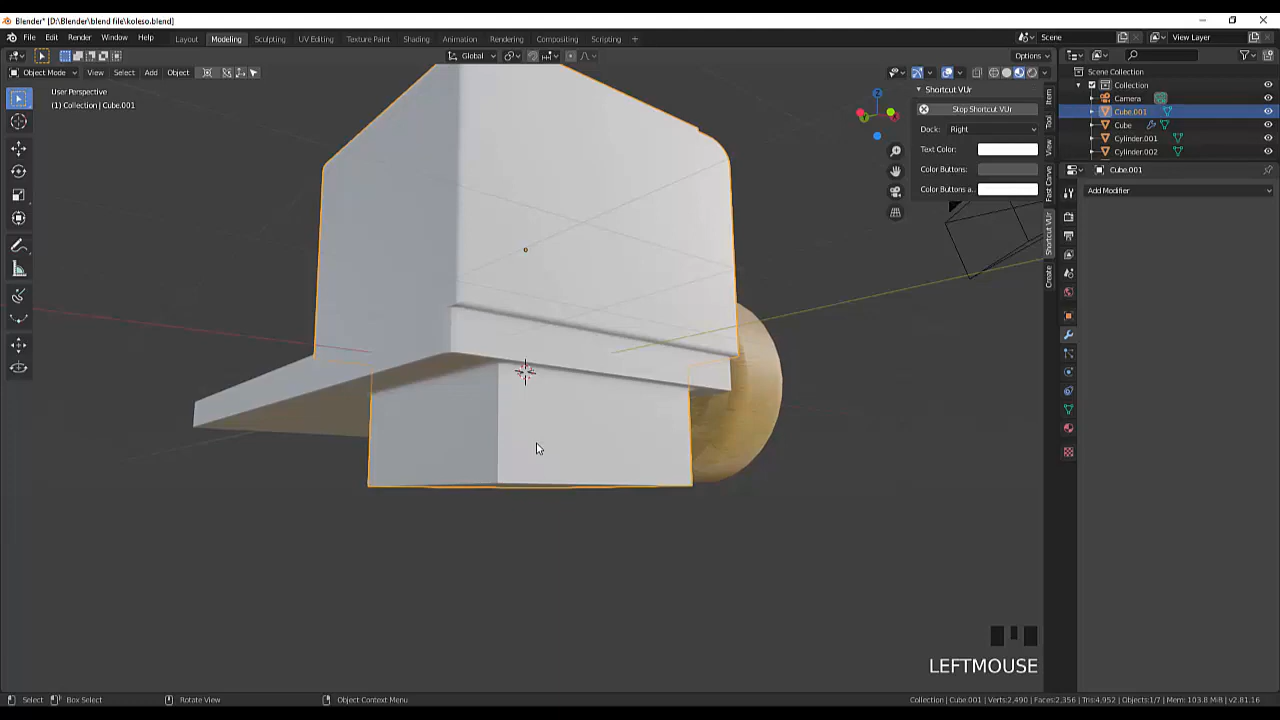 Blender* [D:\Blender\blend file\koleso.blend]
File Edit Render Window Help Layout Modeling Sculpting UV Editing Texture Paint Shading Animation Rendering Compositing Scripting + Scene View Layer
Global Options
Object Mode View Select Add Object
User Perspective
(1) Collection | Cube.001
Shortcut VUr
Stop Shortcut VUr
Dock: Right
Text Color:
Color Buttons:
Color Buttons a..
Item
Tool
View
Fast Carve
Shortcut VUr
Create
Z
Scene Collection
Collection
Camera
Cube.001
Cube
Cylinder.001
Cylinder.002
Cube.001
Add Modifier
LEFTMOUSE
Select Box Select Rotate View Object Context Menu Collection | Cube.001 | Verts:2,490 | Faces:2,356 | Tris:4,952 | Objects:1/7 | Mem: 103.8 MiB | v2.81.16